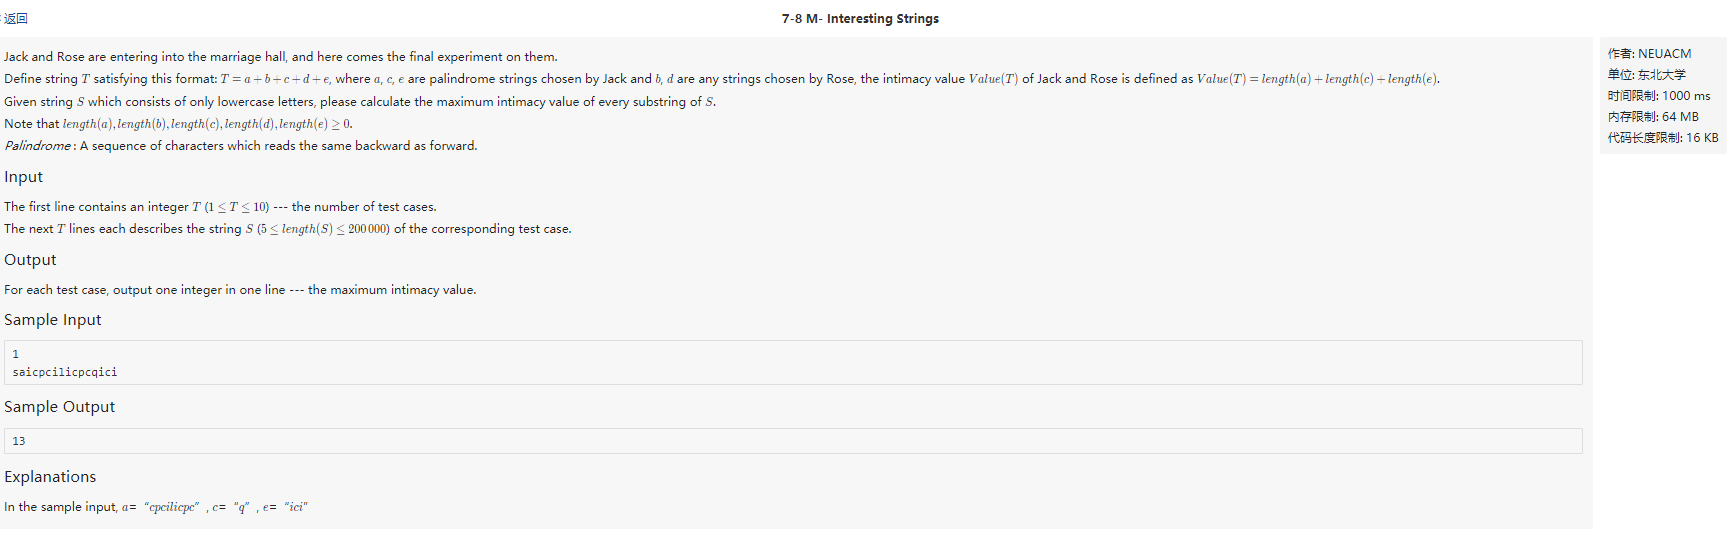 返回
7-8 M- Interesting Strings
Jack and Rose are entering into the marriage hall, and here comes the final experiment on them.
Define string T satisfying this format: T = a + b + c + d + e, where a, c, e are palindrome strings chosen by Jack and b, d are any strings chosen by Rose, the intimacy value Value(T) of Jack and Rose is defined as Value(T) = length(a) + length(c) + length(e).
Given string S which consists of only lowercase letters, please calculate the maximum intimacy value of every substring of S.
Note that length(a), length(b), length(c), length(d), length(e) ≥ 0.
Palindrome : A sequence of characters which reads the same backward as forward.
Input
The first line contains an integer T (1 ≤ T ≤ 10) --- the number of test cases.
The next T lines each describes the string S (5 ≤ length(S) ≤ 200 000) of the corresponding test case.
Output
For each test case, output one integer in one line --- the maximum intimacy value.
Sample Input
1
saicpcilicpcqici
Sample Output
13
Explanations
In the sample input, a= "cpcilicpc" , c= "q" , e= "ici"
作者: NEUACM
单位: 东北大学
时间限制: 1000 ms
内存限制: 64 MB
代码长度限制: 16 KB